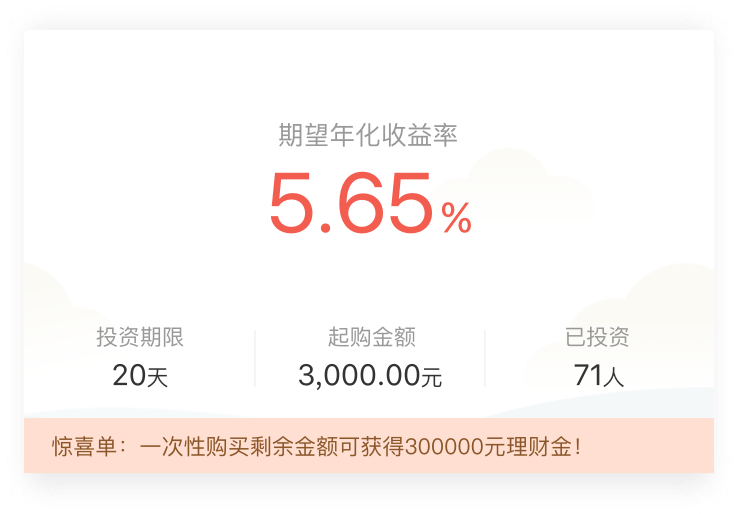 期望年化收益率
5.65%
投资期限 起购金额 已投资
20天 3,000.00元 71人
惊喜单：一次性购买剩余金额可获得300000元理财金！